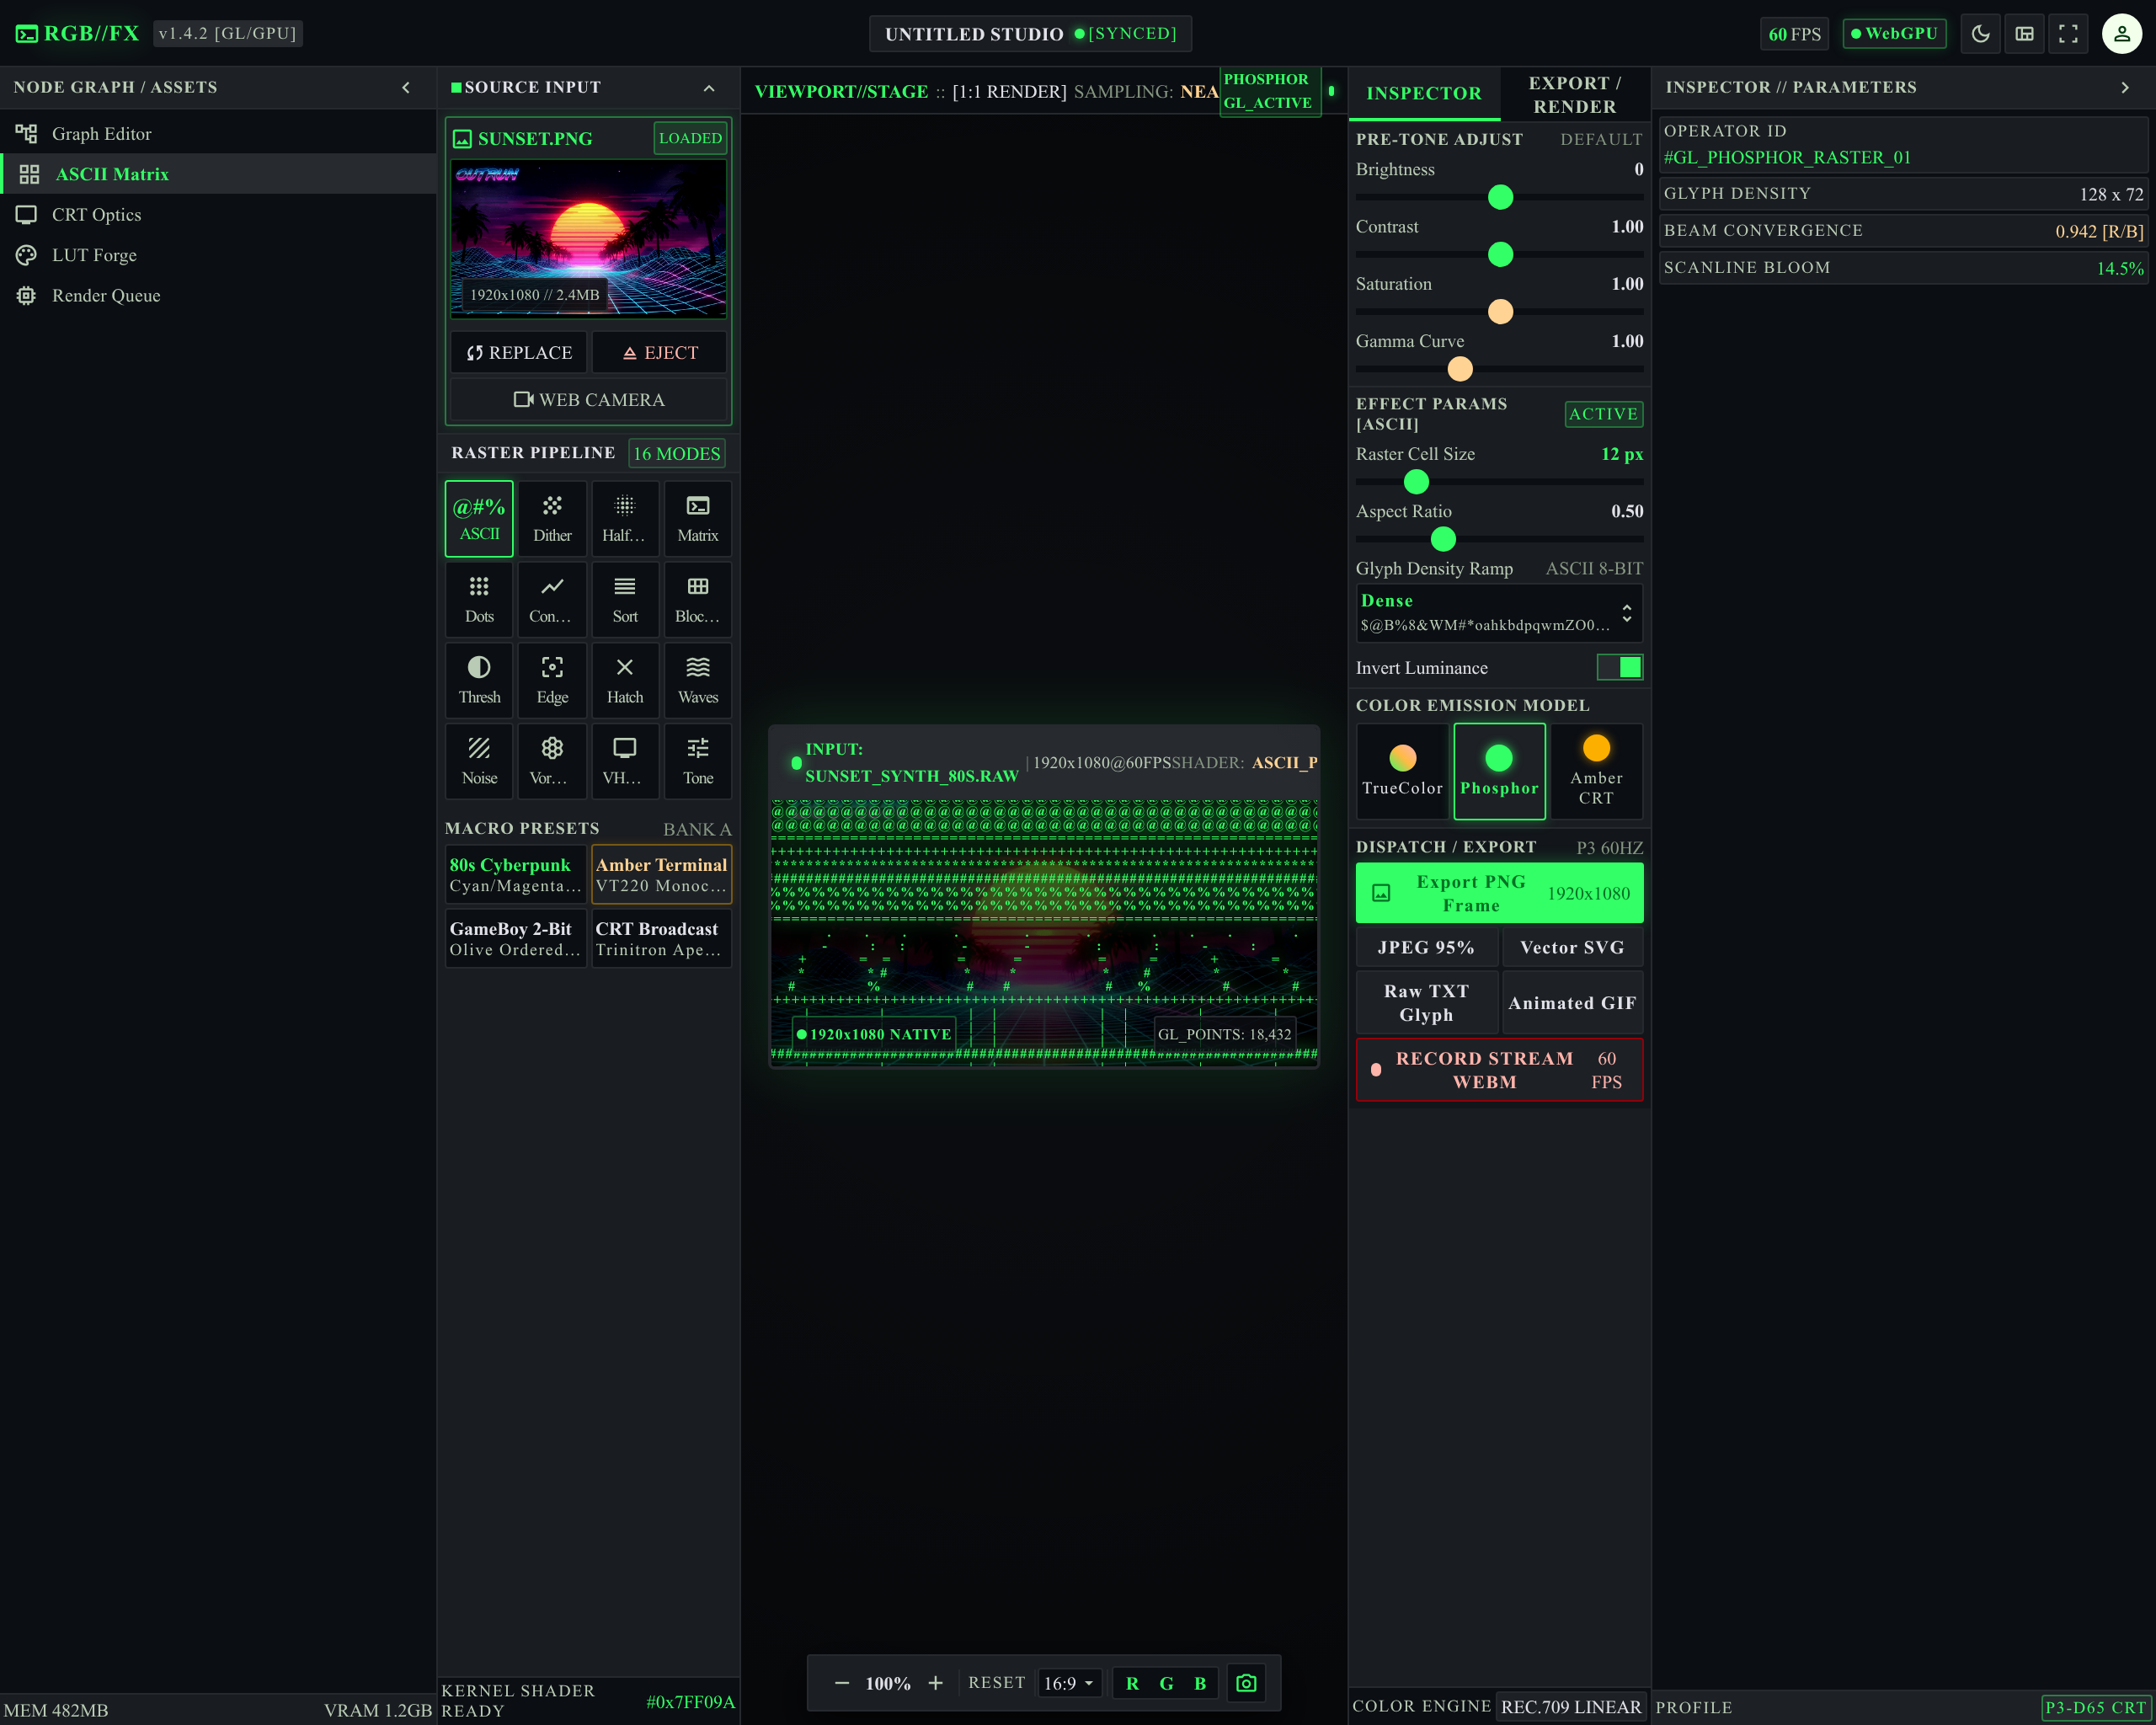 RGB//FX
v1.4.2 [GL/GPU]
UNTITLED STUDIO [SYNCED]
60 FPS
WebGPU
NODE GRAPH / ASSETS
Graph Editor
ASCII Matrix
CRT Optics
LUT Forge
Render Queue
MEM 482MB
VRAM 1.2GB
SOURCE INPUT
SUNSET.PNG
LOADED
OUTRUN
1920x1080 // 2.4MB
REPLACE
EJECT
WEB CAMERA
RASTER PIPELINE
16 MODES
@#%
ASCII
Dither
Half…
Matrix
Dots
Con…
Sort
Bloc…
Thresh
Edge
Hatch
Waves
Noise
Vor…
VH…
Tone
MACRO PRESETS
BANK A
80s Cyberpunk
Cyan/Magenta…
Amber Terminal
VT220 Monoc…
GameBoy 2-Bit
Olive Ordered…
CRT Broadcast
Trinitron Ape…
KERNEL SHADER
READY
#0x7FF09A
VIEWPORT//STAGE :: [1:1 RENDER] SAMPLING: NEA
PHOSPHOR
GL_ACTIVE
INPUT:
SUNSET_SYNTH_80S.RAW
| 1920x1080@60FPS
SHADER: ASCII_P
1920x1080 NATIVE
GL_POINTS: 18,432
100%
RESET
16:9
R G B
INSPECTOR
EXPORT /
RENDER
PRE-TONE ADJUST
DEFAULT
Brightness 0
Contrast 1.00
Saturation 1.00
Gamma Curve 1.00
EFFECT PARAMS
[ASCII]
ACTIVE
Raster Cell Size 12 px
Aspect Ratio 0.50
Glyph Density Ramp ASCII 8-BIT
Dense
$@B%8&WM#*oahkbdpqwmZO0…
Invert Luminance
COLOR EMISSION MODEL
TrueColor
Phosphor
Amber
CRT
DISPATCH / EXPORT
P3 60HZ
Export PNG
Frame
1920x1080
JPEG 95%
Vector SVG
Raw TXT
Glyph
Animated GIF
RECORD STREAM
WEBM
60
FPS
COLOR ENGINE
REC.709 LINEAR
INSPECTOR // PARAMETERS
OPERATOR ID
#GL_PHOSPHOR_RASTER_01
GLYPH DENSITY 128 x 72
BEAM CONVERGENCE 0.942 [R/B]
SCANLINE BLOOM 14.5%
PROFILE
P3-D65 CRT